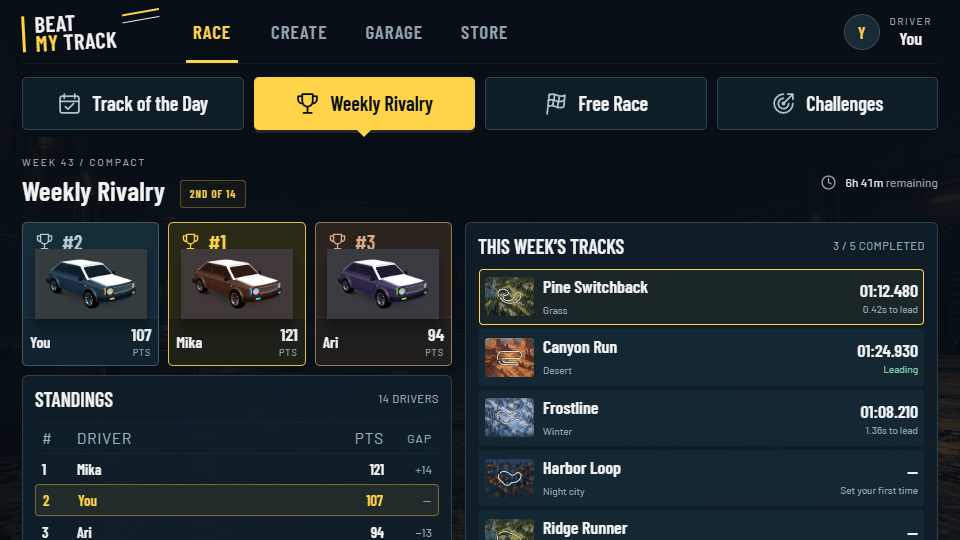 BEAT
MY TRACK
RACE CREATE GARAGE STORE
Y
DRIVER
You
Track of the Day
Weekly Rivalry
Free Race
Challenges
WEEK 43 / COMPACT
Weekly Rivalry
2ND OF 14
6h 41m remaining
#2
You
107
PTS
#1
Mika
121
PTS
#3
Ari
94
PTS
STANDINGS
14 DRIVERS
# DRIVER PTS GAP
1 Mika 121 +14
2 You 107 —
3 Ari 94 −13
THIS WEEK'S TRACKS
3 / 5 COMPLETED
Pine Switchback
Grass
01:12.480
0.42s to lead
Canyon Run
Desert
01:24.930
Leading
Frostline
Winter
01:08.210
1.36s to lead
Harbor Loop
Night city
—
Set your first time
Ridge Runner
—